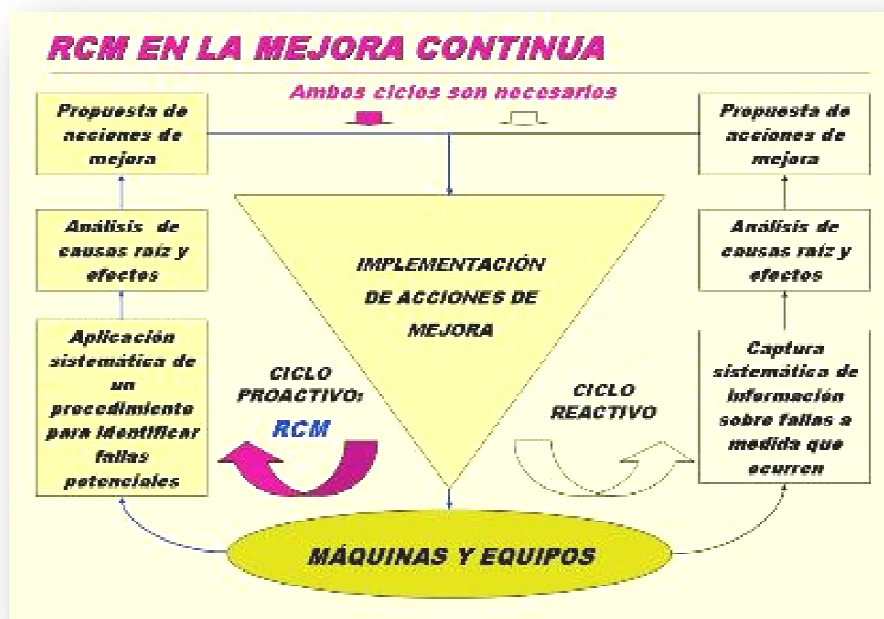 RCM EN LA MEJORA CONTINUA
Ambos ciclos son necesarios
Propuesta de
acciones de
mejora
Análisis de
causas raíz y
efectos
Aplicación
sistemática de
un
procedimiento
para identificar
fallas
potenciales
CICLO
PROACTIVO:
RCM
IMPLEMENTACIÓN
DE ACCIONES DE
MEJORA
CICLO
REACTIVO
Propuesta de
acciones de
mejora
Análisis de
causas raíz y
efectos
Captura
sistemática de
información
sobre fallas a
medida que
ocurren
MÁQUINAS Y EQUIPOS